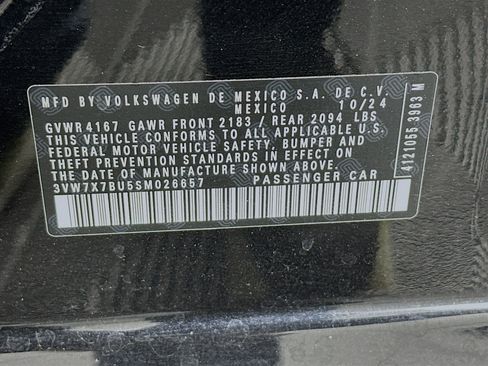 MFD BY VOLKSWAGEN DE MEXICO S.A. DE C.V.
MEXICO 10/24
GVWR 4167 GAWR FRONT 2183 / REAR 2094 LBS
THIS VEHICLE CONFORMS TO ALL APPLICABLE U.S.
FEDERAL MOTOR VEHICLE SAFETY, BUMPER, AND
THEFT PREVENTION STANDARDS IN EFFECT ON
THE DATE OF MANUFACTURE SHOWN ABOVE.
3VW7X7BU5SM026657 PASSENGER CAR
4121055 3963 M